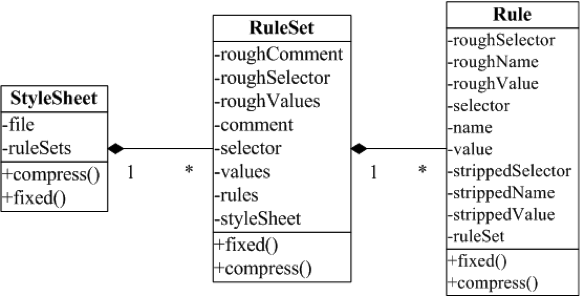 StyleSheet
-file
-ruleSets
+compress()
+fixed()
1
*
RuleSet
-roughComment
-roughSelector
-roughValues
-comment
-selector
-values
-rules
-styleSheet
+fixed()
+compress()
1
*
Rule
-roughSelector
-roughName
-roughValue
-selector
-name
-value
-strippedSelector
-strippedName
-strippedValue
-ruleSet
+fixed()
+compress()